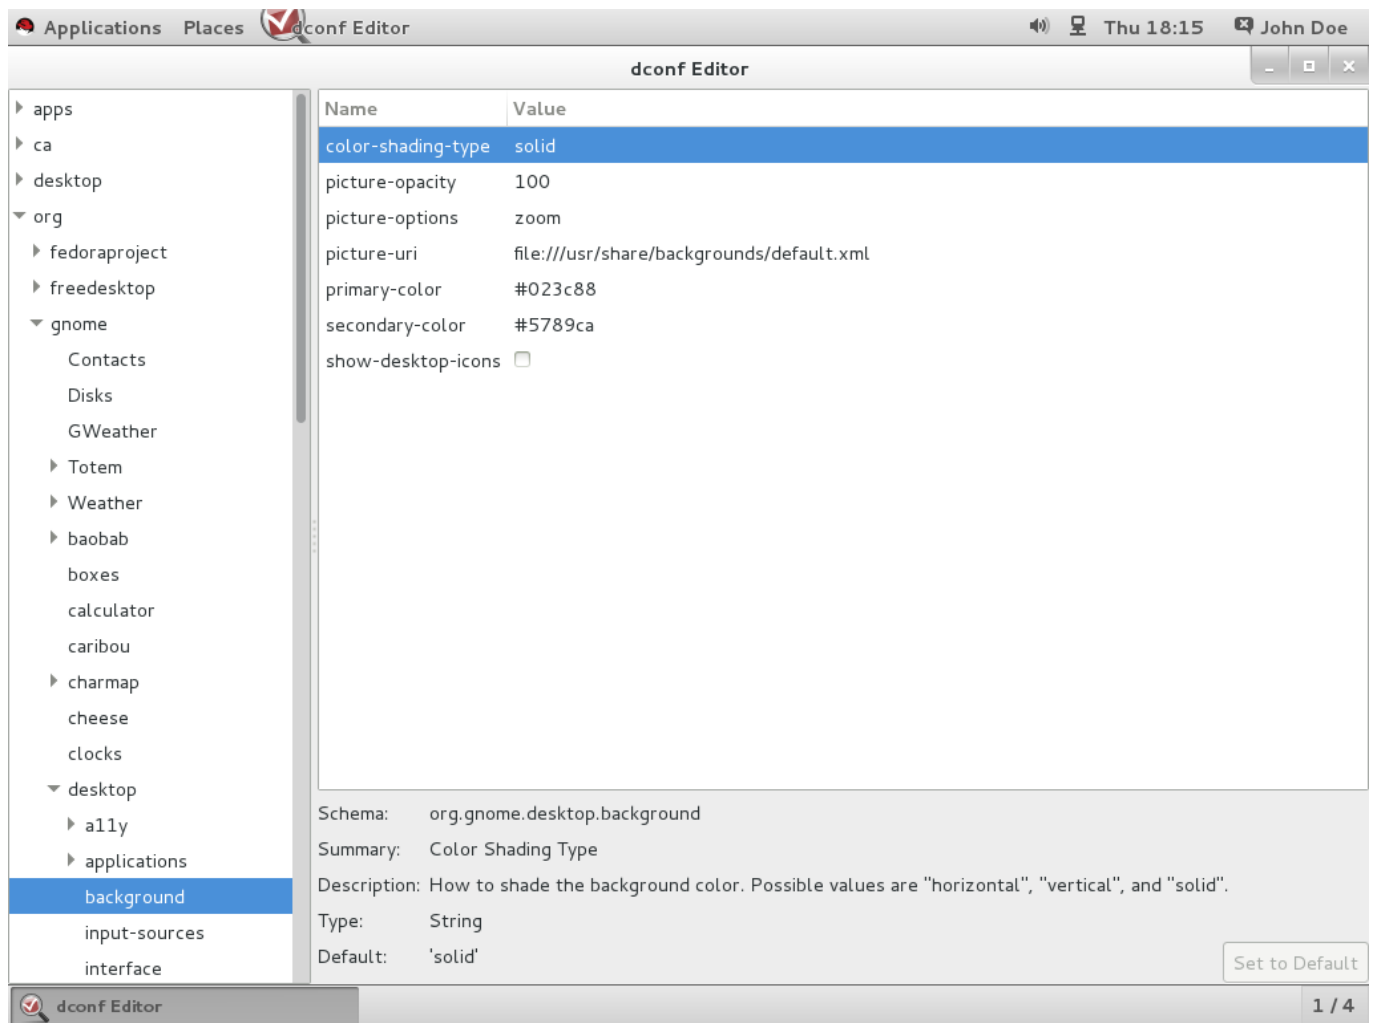 Applications Places dconf Editor Thu 18:15 John Doe
dconf Editor
apps
ca
desktop
org
fedoraproject
freedesktop
gnome
Contacts
Disks
GWeather
Totem
Weather
baobab
boxes
calculator
caribou
charmap
cheese
clocks
desktop
a11y
applications
background
input-sources
interface
Name Value
color-shading-type solid
picture-opacity 100
picture-options zoom
picture-uri file:///usr/share/backgrounds/default.xml
primary-color #023c88
secondary-color #5789ca
show-desktop-icons
Schema: org.gnome.desktop.background
Summary: Color Shading Type
Description: How to shade the background color. Possible values are "horizontal", "vertical", and "solid".
Type: String
Default: 'solid'
Set to Default
dconf Editor 1 / 4